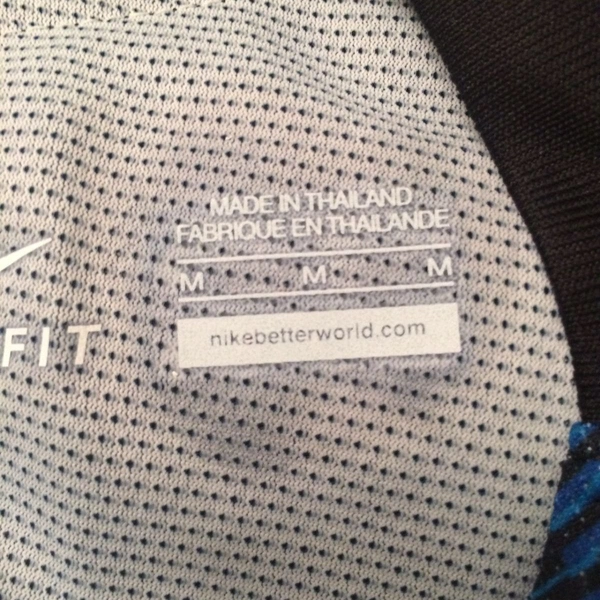 MADE IN THAILAND
FABRIQUE EN THAILANDE
M M M
nikebetterworld.com
FIT